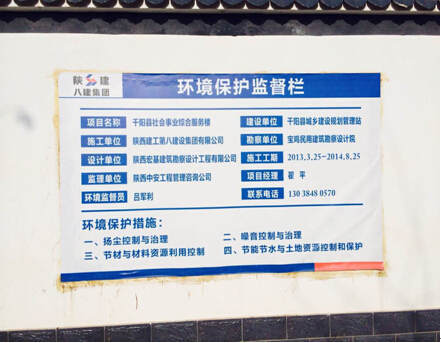 陕 建
八建集团
环境保护监督栏
项目名称 千阳县社会事业综合服务楼 建设单位 千阳县城乡建设规划管理站
施工单位 陕西建工第八建设集团有限公司 勘察单位 宝鸡民用建筑勘察设计院
设计单位 陕西宏基建筑勘察设计工程有限公司 施工工期 2013,3,25-2014,8,25
监理单位 陕西中安工程管理咨询公司 项目经理 翟 平
环境监督员 吕军利 联系电话 130 3848 0570
环境保护措施:
一、扬尘控制与治理 二、噪音控制与治理
三、节材与材料资源利用控制 四、节能节水与土地资源控制和保护